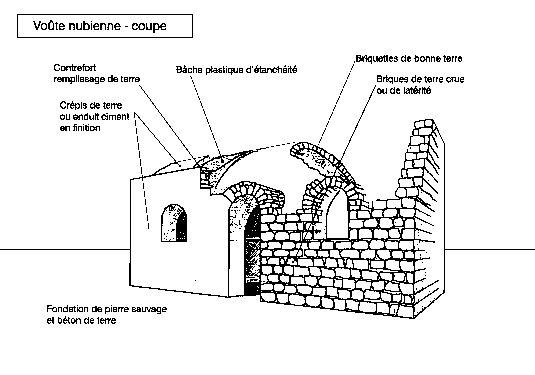 Voûte nubienne - coupe
Contrefort
remplissage de terre
Bâche plastique d'étanchéité
Briquettes de bonne terre
Briques de terre crue
ou de latérité
Crépis de terre
ou enduit ciment
en finition
Fondation de pierre sauvage
et béton de terre